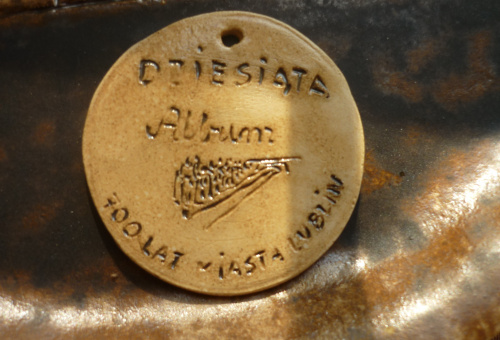 DZIESIĄTA
Album
700 LAT MIASTA LUBLIN